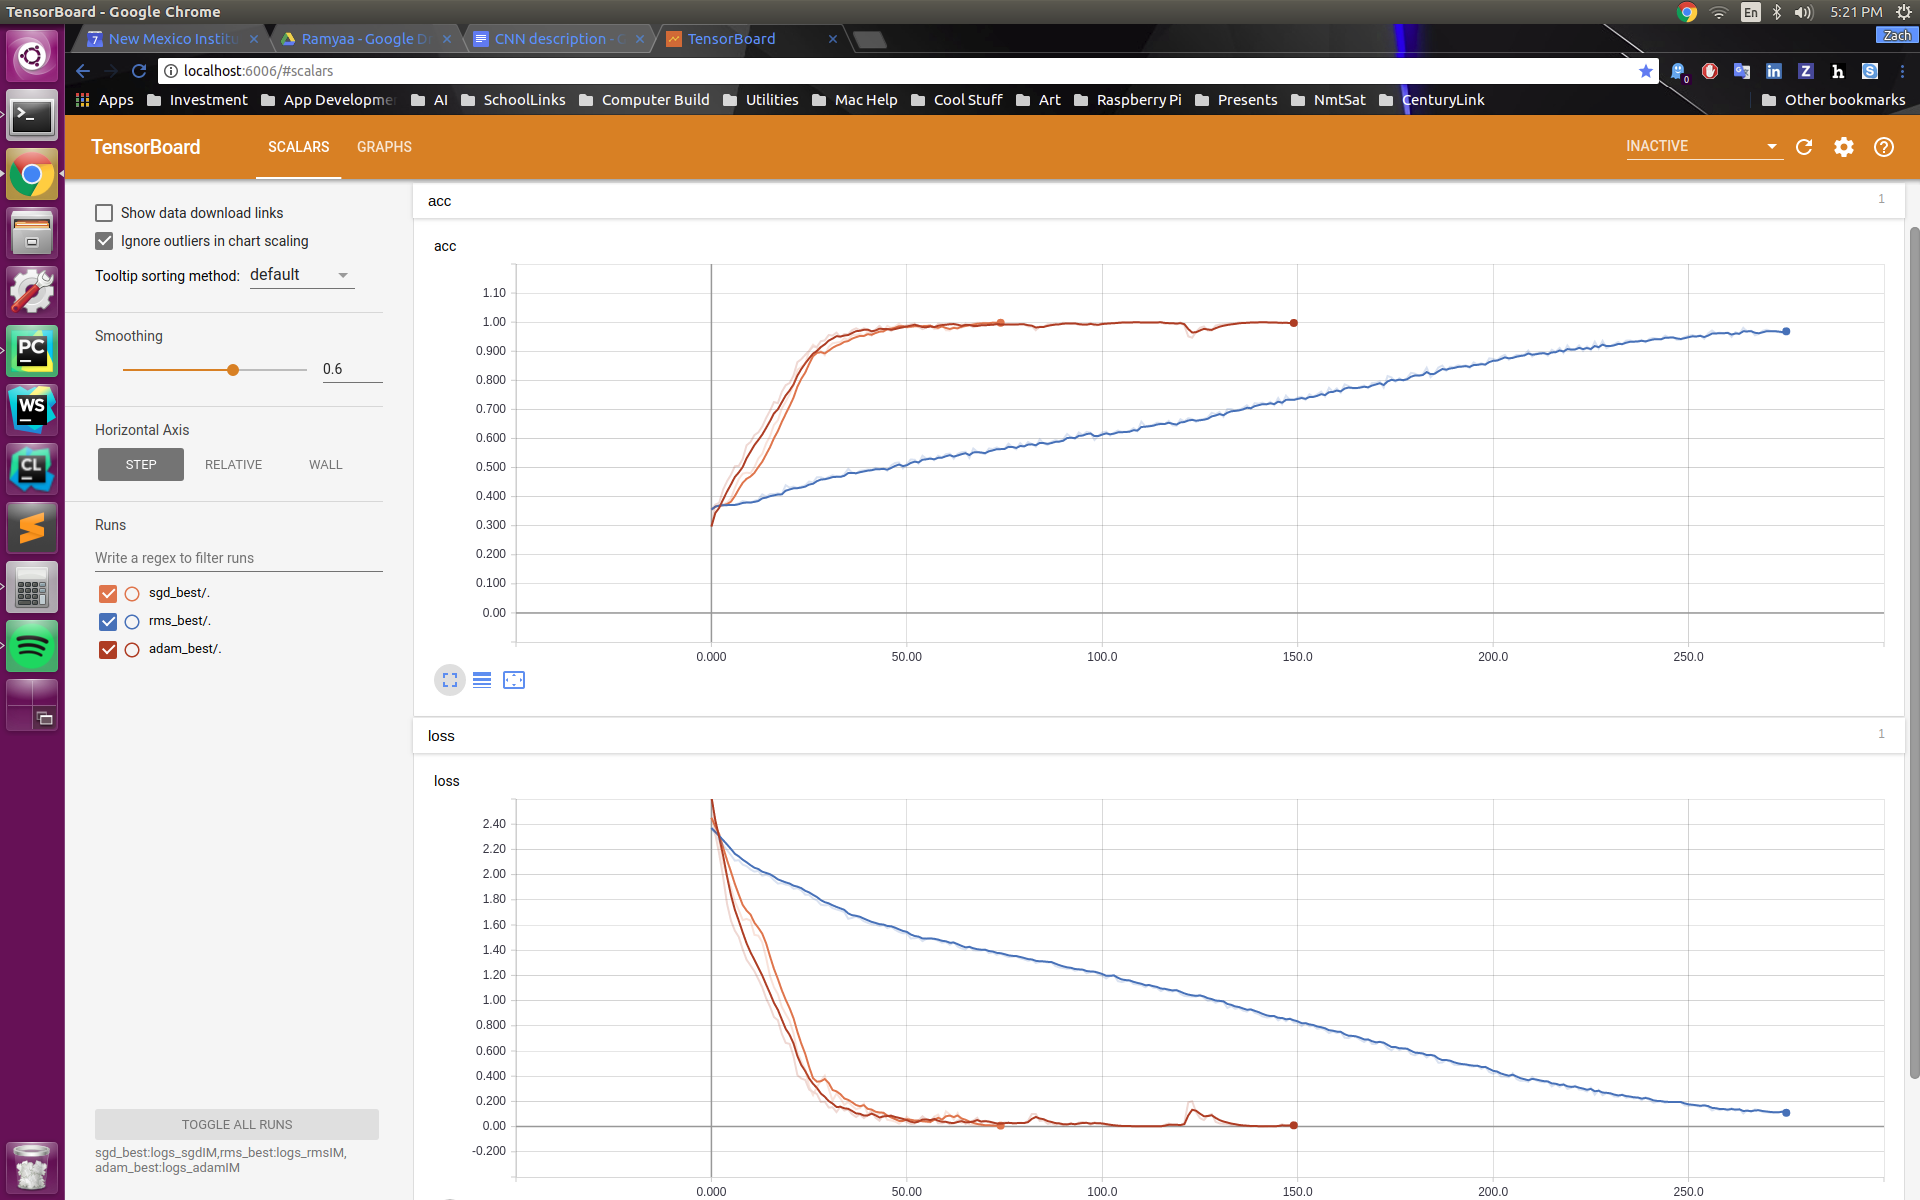 TensorBoard - Google Chrome
En
5:21 PM
7
New Mexico Institu
Ramyaa - Google D
CNN description - G
TensorBoard
Zach
localhost:6006/#scalars
0
in
Z
h
S
Apps
Investment
App Developme
AI
SchoolLinks
Computer Build
Utilities
Mac Help
Cool Stuff
Art
Raspberry Pi
Presents
NmtSat
CenturyLink
Other bookmarks
TensorBoard
SCALARS
GRAPHS
INACTIVE
PC
WS
CL
Show data download links
Ignore outliers in chart scaling
Tooltip sorting method: default
Smoothing
0.6
Horizontal Axis
STEP
RELATIVE
WALL
Runs
Write a regex to filter runs
sgd_best/.
rms_best/.
adam_best/.
TOGGLE ALL RUNS
sgd_best:logs_sgdIM,rms_best:logs_rmsIM,
adam_best:logs_adamIM
acc
1
acc
1.10
1.00
0.900
0.800
0.700
0.600
0.500
0.400
0.300
0.200
0.100
0.00
0.000
50.00
100.0
150.0
200.0
250.0
loss
1
loss
2.40
2.20
2.00
1.80
1.60
1.40
1.20
1.00
0.800
0.600
0.400
0.200
0.00
-0.200
0.000
50.00
100.0
150.0
200.0
250.0